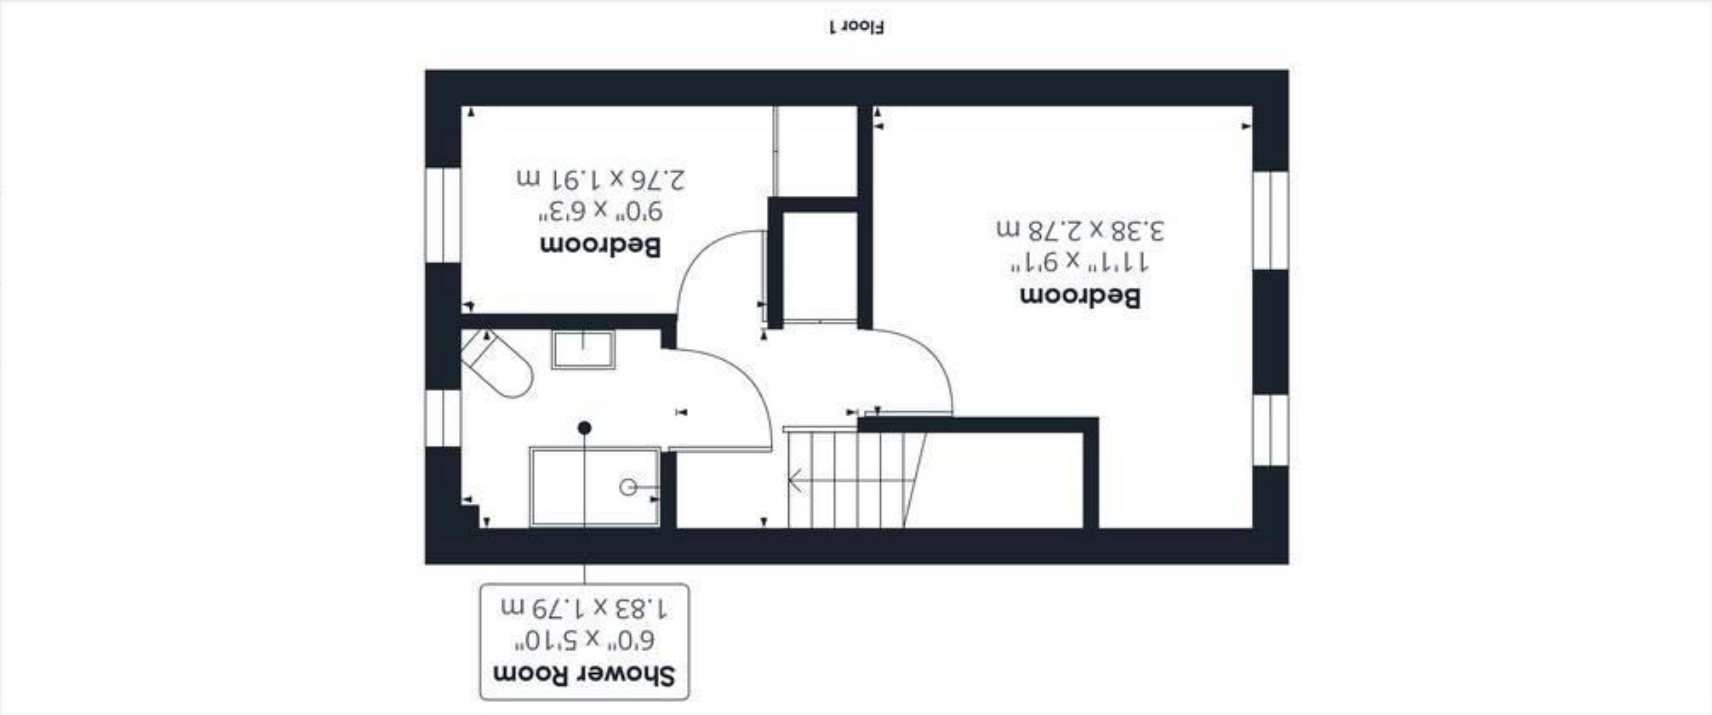 Shower Room
6'0" x 5'10"
1.83 x 1.79 m
Bedroom
11'1" x 9'1"
3.38 x 2.78 m
Bedroom
9'0" x 6'3"
2.76 x 1.91 m
Floor 1